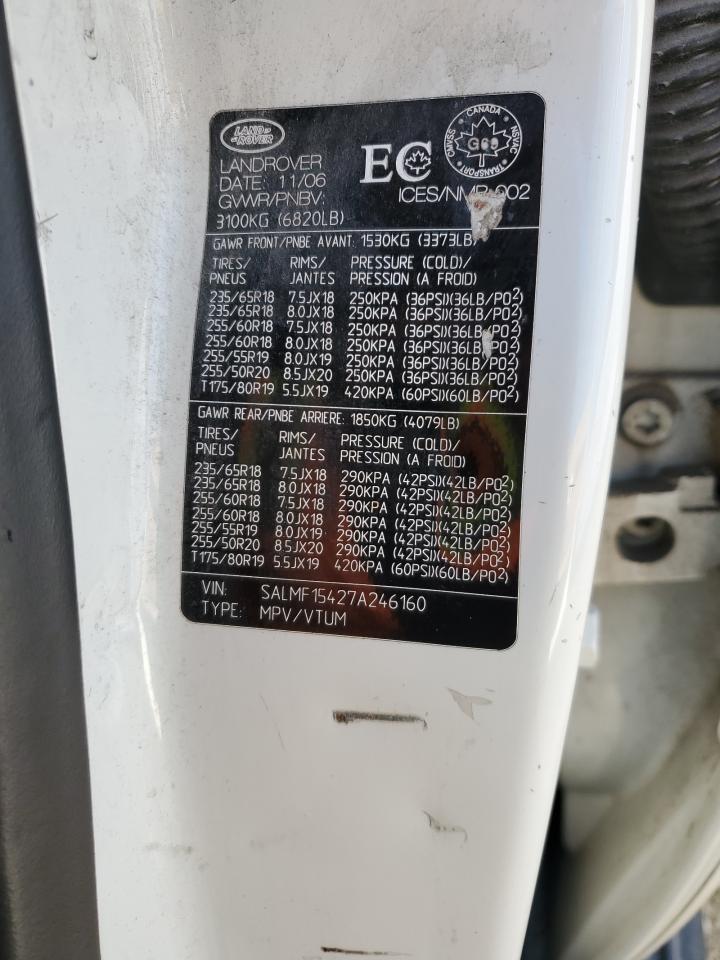 LAND ROVER
CANADA
CMVSS NSVAC
G69
TRANSPORT
EC
LANDROVER
DATE: 11/06
GVWR/PNBV: ICES/NMB-002
3100KG (6820LB)
GAWR FRONT/PNBE AVANT: 1530KG (3373LB)
TIRES/ RIMS/ PRESSURE (COLD)/
PNEUS JANTES PRESSION (A FROID)
235/65R18 7.5JX18 250KPA (36PSI)(36LB/PO²)
235/65R18 8.0JX18 250KPA (36PSI)(36LB/PO²)
255/60R18 7.5JX18 250KPA (36PSI)(36LB/PO²)
255/60R18 8.0JX18 250KPA (36PSI)(36LB/PO²)
255/55R19 8.0JX19 250KPA (36PSI)(36LB/PO²)
255/50R20 8.5JX20 250KPA (36PSI)(36LB/PO²)
T175/80R19 5.5JX19 420KPA (60PSI)(60LB/PO²)
GAWR REAR/PNBE ARRIERE: 1850KG (4079LB)
TIRES/ RIMS/ PRESSURE (COLD)/
PNEUS JANTES PRESSION (A FROID)
235/65R18 7.5JX18 290KPA (42PSI)(42LB/PO²)
235/65R18 8.0JX18 290KPA (42PSI)(42LB/PO²)
255/60R18 7.5JX18 290KPA (42PSI)(42LB/PO²)
255/60R18 8.0JX18 290KPA (42PSI)(42LB/PO²)
255/55R19 8.0JX19 290KPA (42PSI)(42LB/PO²)
255/50R20 8.5JX20 290KPA (42PSI)(42LB/PO²)
T175/80R19 5.5JX19 420KPA (60PSI)(60LB/PO²)
VIN: SALMF15427A246160
TYPE: MPV/VTUM